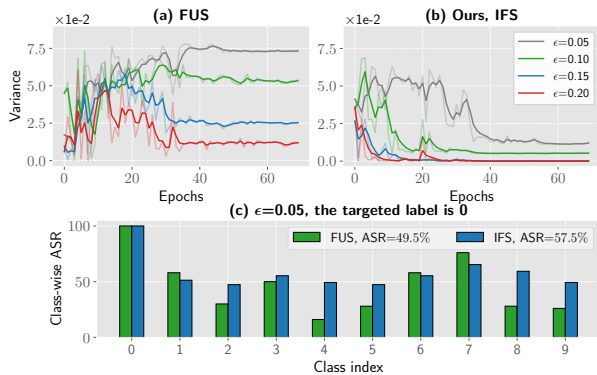 (a) FUS
(b) Ours, IFS
×10−2
×10−2
7.5
5.0
2.5
0.0
Variance
0 20 40 60
Epochs
7.5
5.0
2.5
0.0
0 20 40 60
Epochs
ϵ=0.05
ϵ=0.10
ϵ=0.15
ϵ=0.20
(c) ϵ=0.05, the targeted label is 0
100
50
0
Class-wise ASR
FUS, ASR=49.5%
IFS, ASR=57.5%
0 1 2 3 4 5 6 7 8 9
Class index